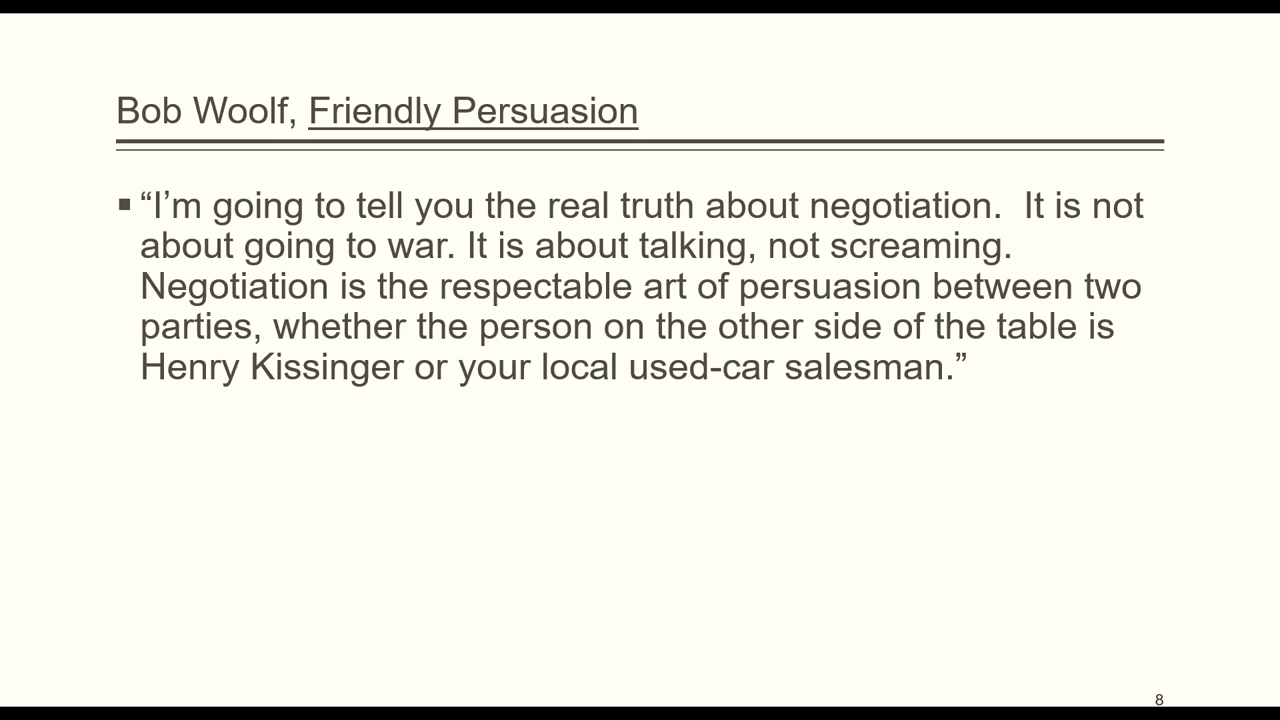 Bob Woolf, Friendly Persuasion
▪ “I’m going to tell you the real truth about negotiation.  It is not
about going to war. It is about talking, not screaming.
Negotiation is the respectable art of persuasion between two
parties, whether the person on the other side of the table is
Henry Kissinger or your local used-car salesman.”
8